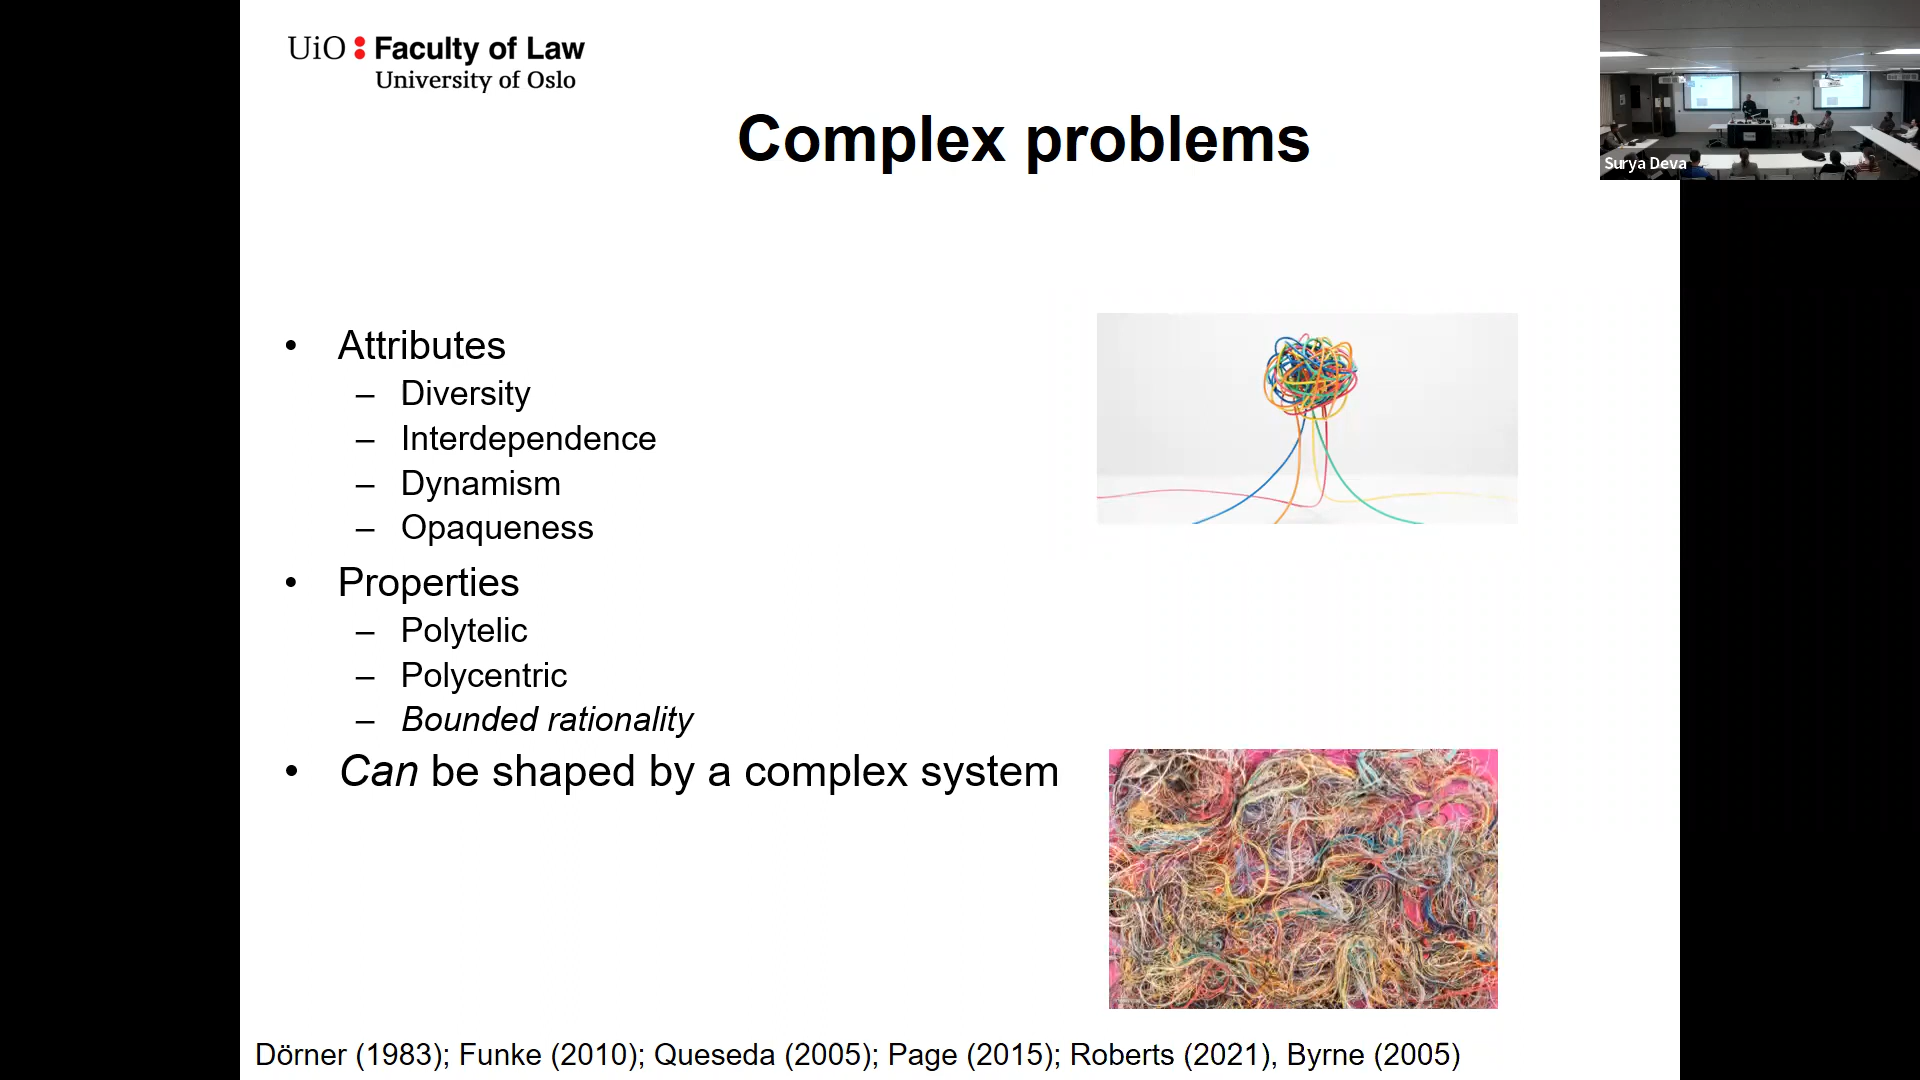 UiO : Faculty of Law
University of Oslo
Complex problems
Surya Deva
• Attributes
– Diversity
– Interdependence
– Dynamism
– Opaqueness
• Properties
– Polytelic
– Polycentric
– Bounded rationality
• Can be shaped by a complex system
Dörner (1983); Funke (2010); Queseda (2005); Page (2015); Roberts (2021), Byrne (2005)